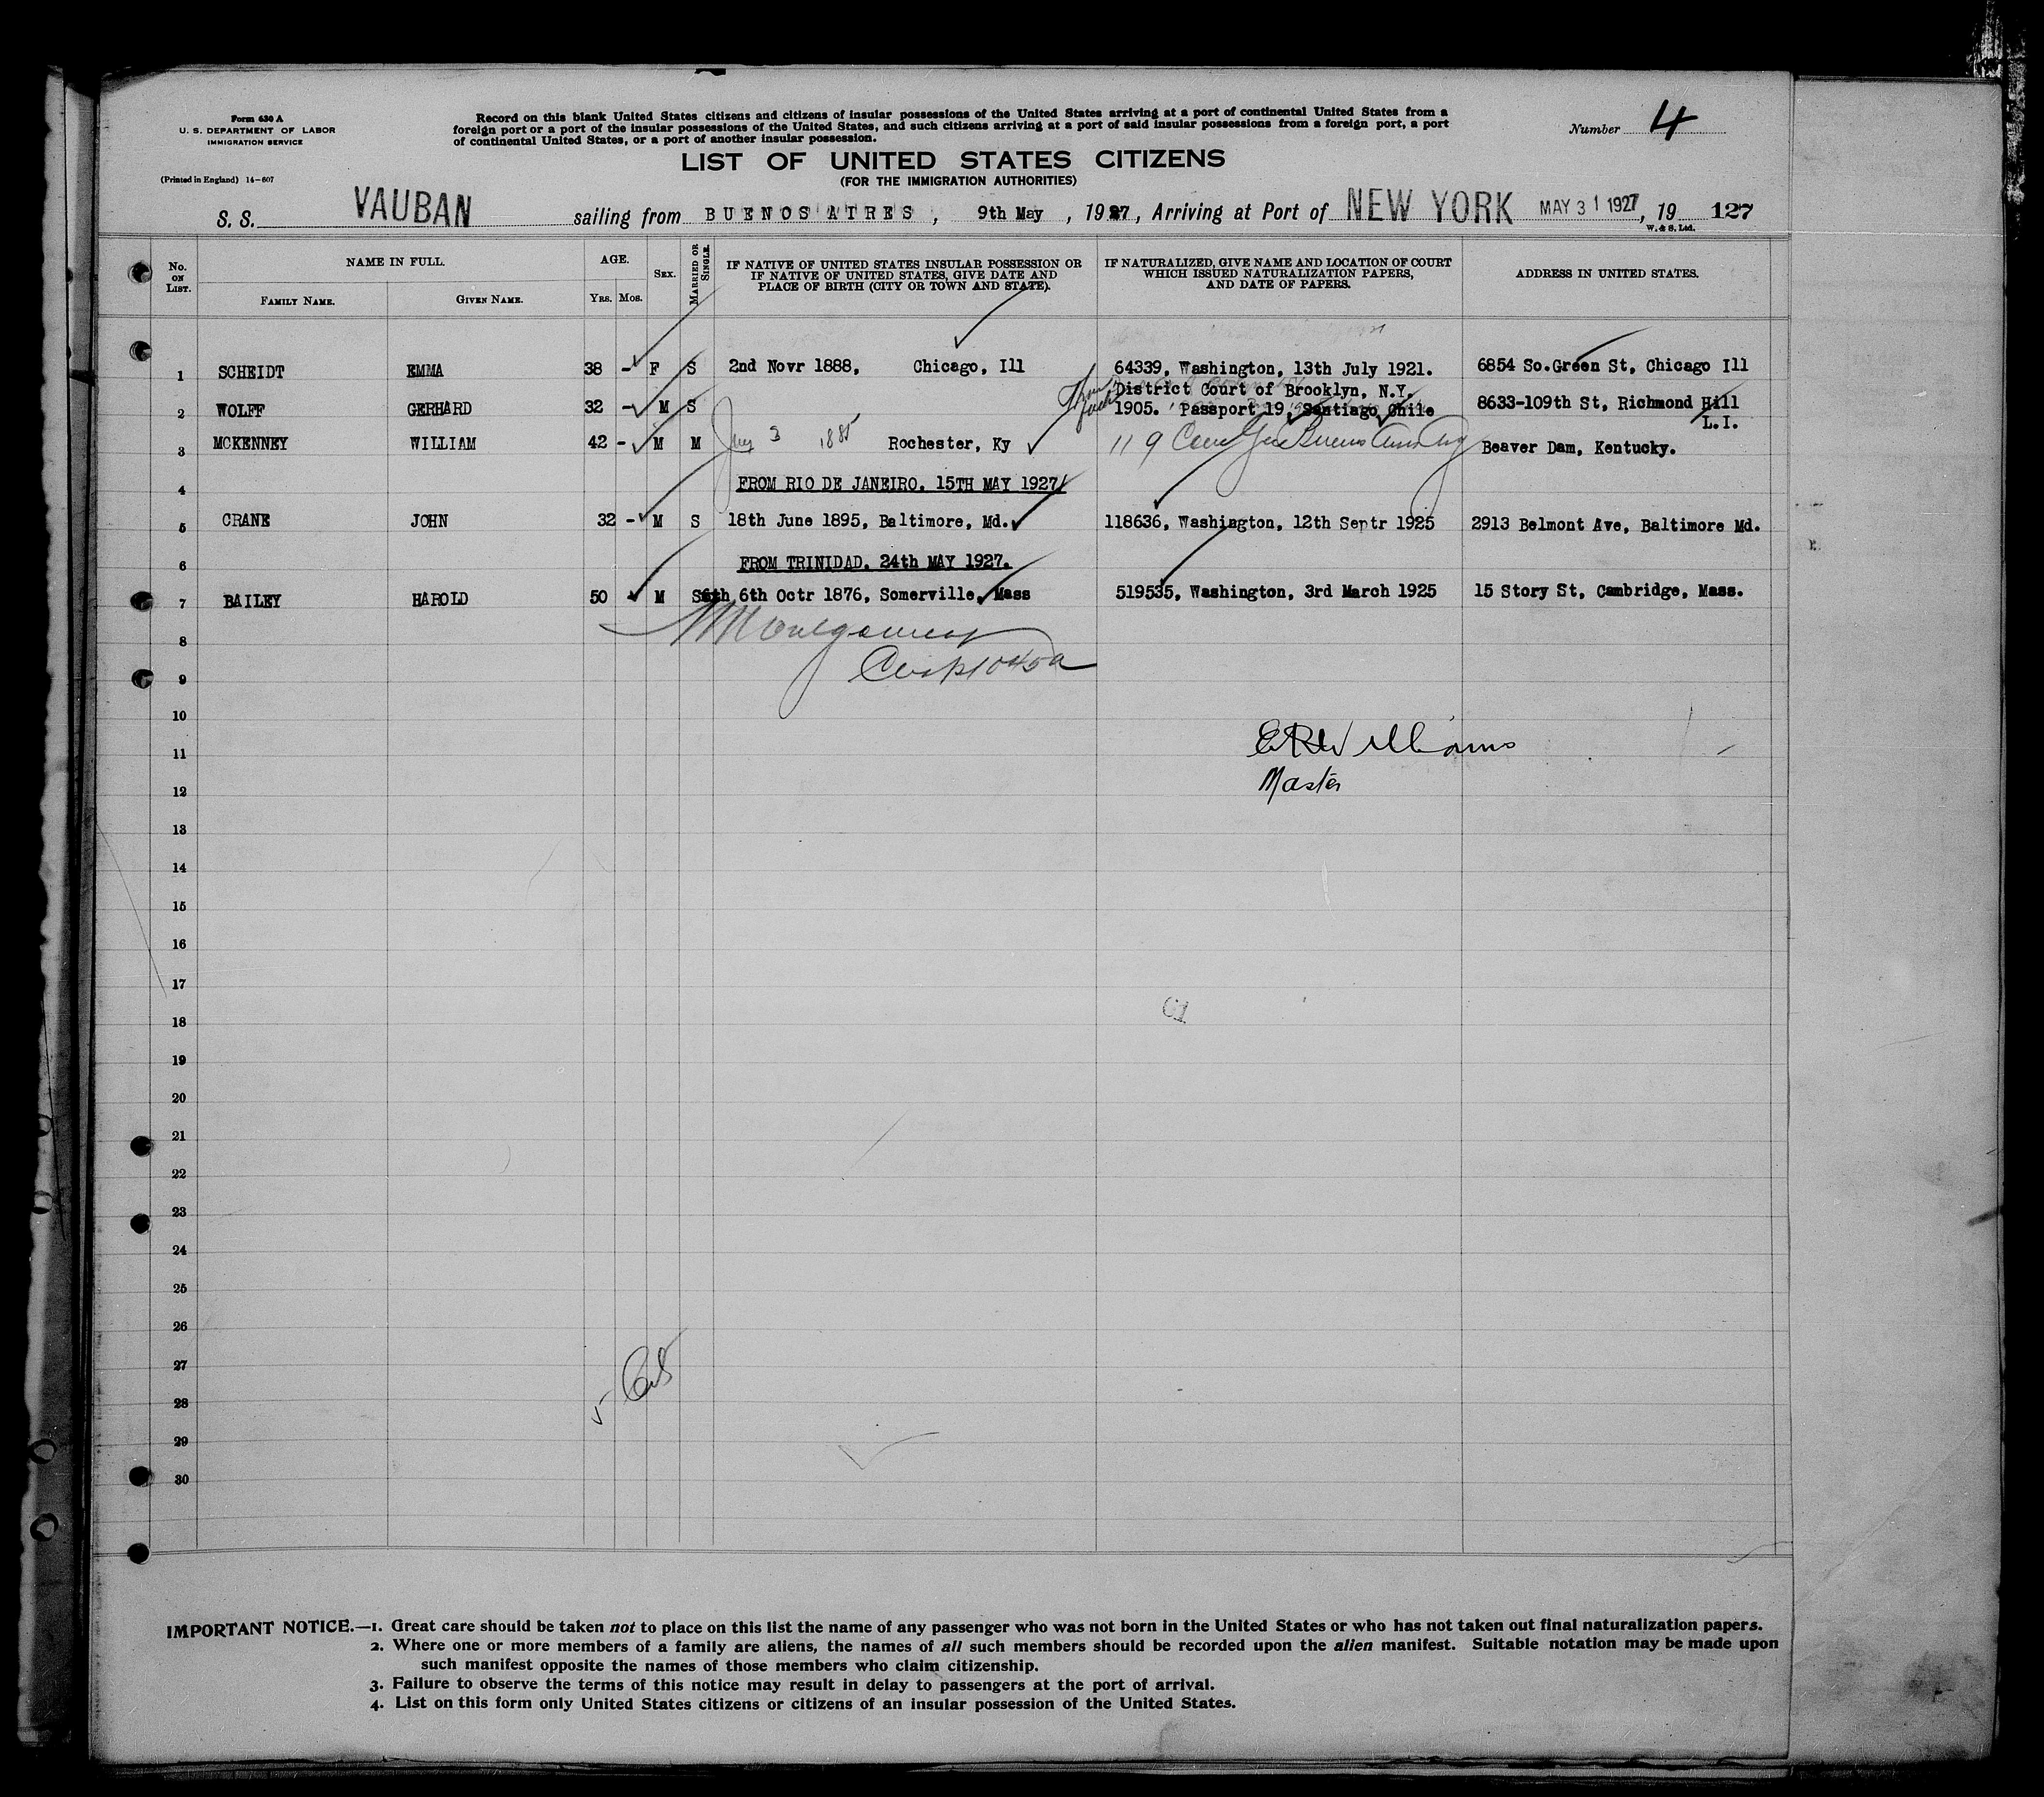 Form 630 A
U. S. DEPARTMENT OF LABOR
IMMIGRATION SERVICE
(Printed in England) 14-607
Record on this blank United States citizens and citizens of insular possessions of the United States arriving at a port of continental United States from a
foreign port or a port of the insular possessions of the United States, and such citizens arriving at a port of said insular possessions from a foreign port, a port
of continental United States, or a port of another insular possession.
Number 4
LIST OF UNITED STATES CITIZENS
(FOR THE IMMIGRATION AUTHORITIES)
S. S. VAUBAN sailing from BUENOS AIRES, 9th May, 1927, Arriving at Port of NEW YORK MAY 31 1927, 19 127
W. & S. Ltd.
No. ON LIST. NAME IN FULL. AGE. SEX. MARRIED OR SINGLE. IF NATIVE OF UNITED STATES INSULAR POSSESSION OR IF NATIVE OF UNITED STATES, GIVE DATE AND PLACE OF BIRTH (CITY OR TOWN AND STATE). IF NATURALIZED, GIVE NAME AND LOCATION OF COURT WHICH ISSUED NATURALIZATION PAPERS, AND DATE OF PAPERS. ADDRESS IN UNITED STATES.
FAMILY NAME. GIVEN NAME. YRS. MOS.
1 SCHEIDT EMMA 38 - F S 2nd Novr 1888, Chicago, Ill 64339, Washington, 13th July 1921. 6854 So.Green St, Chicago Ill
District Court of Brooklyn, N.Y.
2 WOLFF GERHARD 32 - M S 1905. Passport 19, Santiago Chile 8633-109th St, Richmond Hill
L.I.
3 MCKENNEY WILLIAM 42 - M M 3 1885 Rochester, Ky 119 Buenos Beaver Dam, Kentucky.
4 FROM RIO DE JANEIRO. 15TH MAY 1927
5 CRANE JOHN 32 - M S 18th June 1895, Baltimore, Md. 118636, Washington, 12th Septr 1925 2913 Belmont Ave, Baltimore Md.
6 FROM TRINIDAD. 24th MAY 1927.
7 BAILEY HAROLD 50 - M S 6th 6th Octr 1876, Somerville, Mass 519535, Washington, 3rd March 1925 15 Story St, Cambridge, Mass.
8 Montgomery
9
10
11 Williams
12 Master
13
14
15
16
17
18
19
20
21
22
23
24
25
26
27
28
29
30
IMPORTANT NOTICE.—1. Great care should be taken not to place on this list the name of any passenger who was not born in the United States or who has not taken out final naturalization papers.
2. Where one or more members of a family are aliens, the names of all such members should be recorded upon the alien manifest. Suitable notation may be made upon
such manifest opposite the names of those members who claim citizenship.
3. Failure to observe the terms of this notice may result in delay to passengers at the port of arrival.
4. List on this form only United States citizens or citizens of an insular possession of the United States.